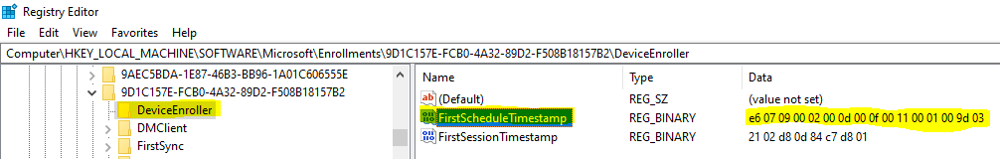 Registry Editor
File Edit View Favorites Help
Computer\HKEY_LOCAL_MACHINE\SOFTWARE\Microsoft\Enrollments\9D1C157E-FCB0-4A32-89D2-F508B18157B2\DeviceEnroller
9AEC5BDA-1E87-46B3-BB96-1A01C606555E
9D1C157E-FCB0-4A32-89D2-F508B18157B2
DeviceEnroller
DMClient
FirstSync
Name Type Data
(Default) REG_SZ (value not set)
FirstScheduleTimestamp REG_BINARY e6 07 09 00 02 00 0d 00 0f 00 11 00 01 00 9d 03
FirstSessionTimestamp REG_BINARY 21 02 d8 0d 84 c7 d8 01